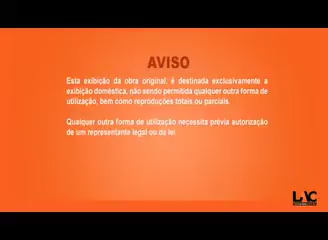 AVISO
Esta exibição da obra original, é destinada exclusivamente a
exibição doméstica, não sendo permitida qualquer outra forma de
utilização, bem como reproduções totais ou parciais.
Qualquer outra forma de utilização necessita prévia autorização
de um representante legal ou da lei